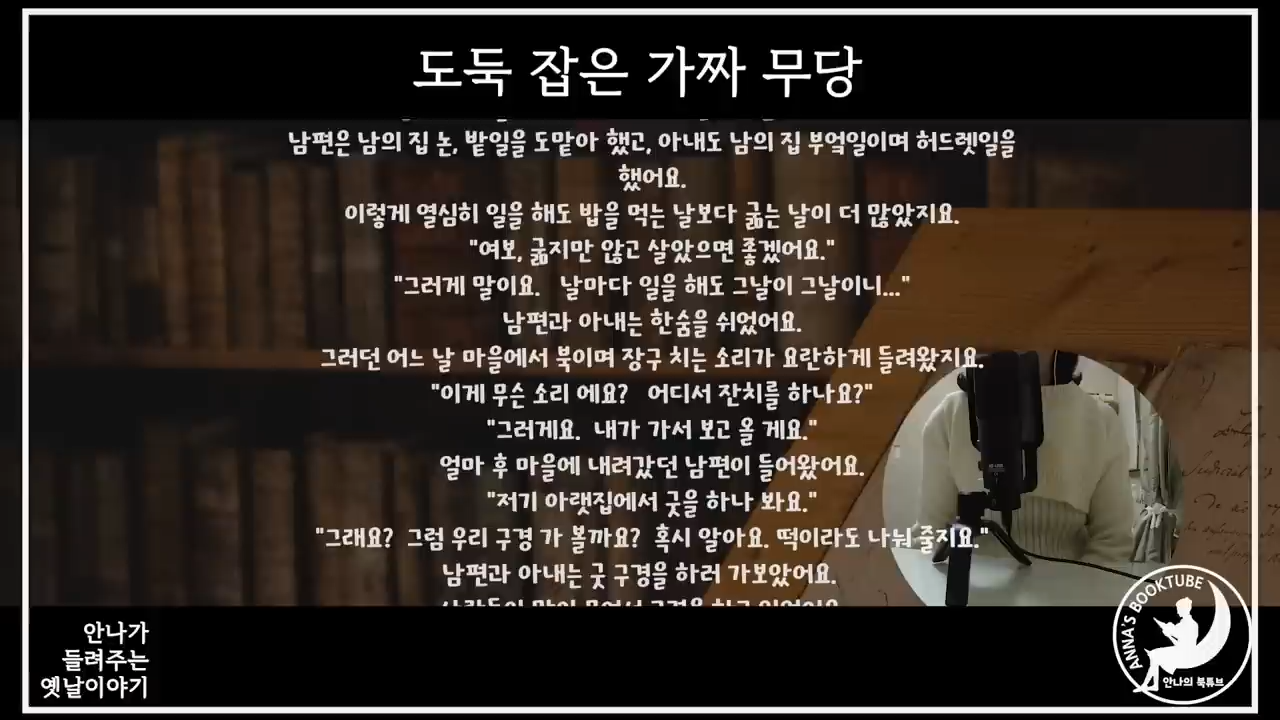 도둑 잡은 가짜 무당
남편은 남의 집 논, 밭일을 도맡아 했고, 아내도 남의 집 부엌일이며 허드렛일을
했어요.
이렇게 열심히 일을 해도 밥을 먹는 날보다 굶는 날이 더 많았지요.
"여보, 굶지만 않고 살았으면 좋겠어요."
"그러게 말이요. 날마다 일을 해도 그날이 그날이니..."
남편과 아내는 한숨을 쉬었어요.
그러던 어느 날 마을에서 북이며 장구 치는 소리가 요란하게 들려왔지요.
"이게 무슨 소리 에요? 어디서 잔치를 하나요?"
"그러게요. 내가 가서 보고 올 게요."
얼마 후 마을에 내려갔던 남편이 들어왔어요.
"저기 아랫집에서 굿을 하나 봐요."
"그래요? 그럼 우리 구경 가 볼까요? 혹시 알아요. 떡이라도 나눠 줄지요."
남편과 아내는 굿 구경을 하러 가보았어요.
안나가
들려주는
옛날이야기
ANNA'S BOOKTUBE
안나의 북튜브